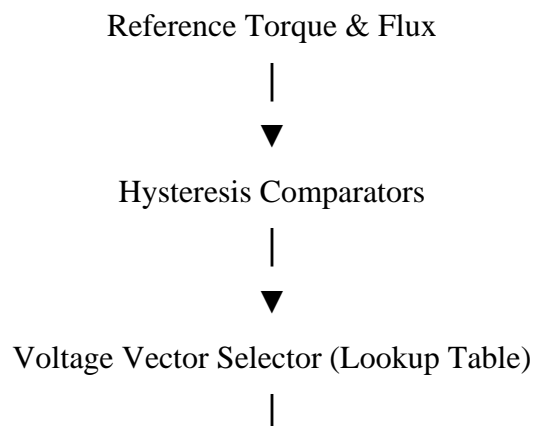 Reference Torque & Flux
Hysteresis Comparators
Voltage Vector Selector (Lookup Table)